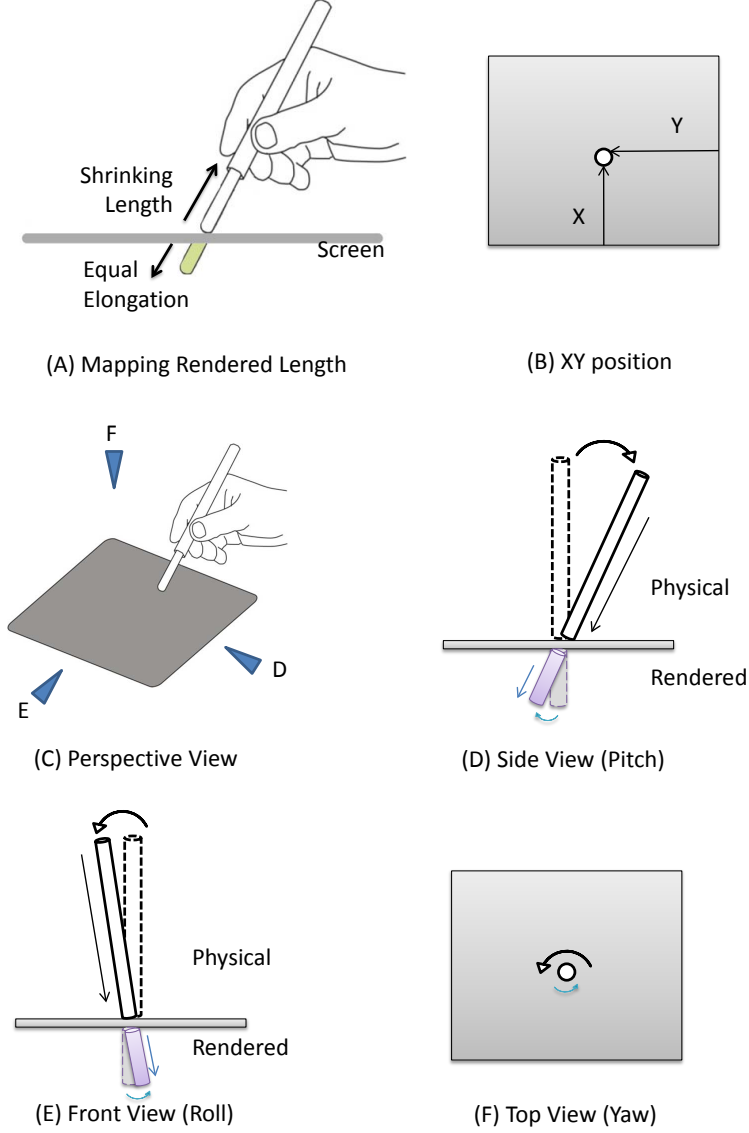 Shrinking
Length
Screen
Equal
Elongation
Y
X
(A) Mapping Rendered Length
(B) XY position
F
D
E
Physical
Rendered
(C) Perspective View
(D) Side View (Pitch)
Physical
Rendered
(E) Front View (Roll)
(F) Top View (Yaw)